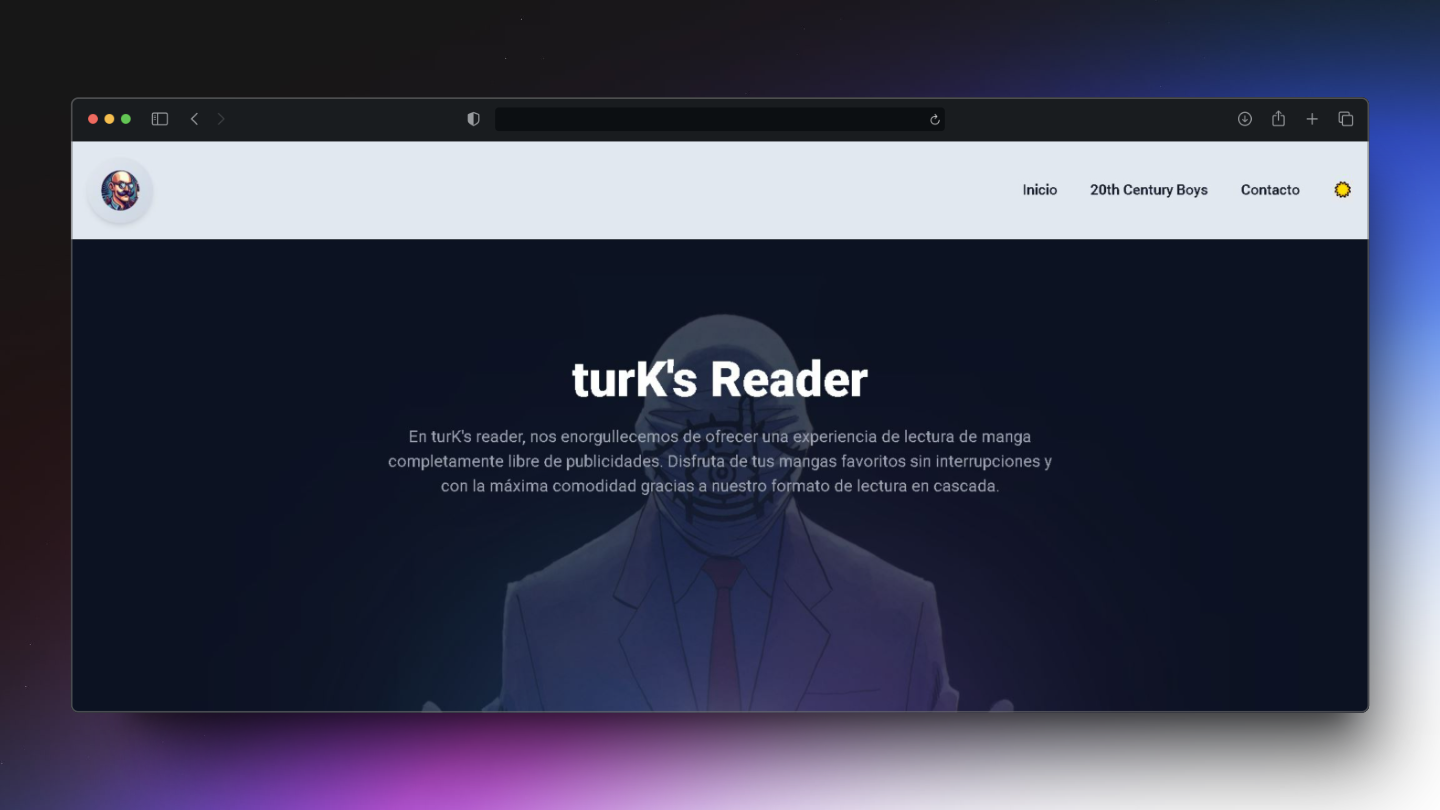 Inicio 20th Century Boys Contacto
turK's Reader
En turK's reader, nos enorgullecemos de ofrecer una experiencia de lectura de manga
completamente libre de publicidades. Disfruta de tus mangas favoritos sin interrupciones y
con la máxima comodidad gracias a nuestro formato de lectura en cascada.